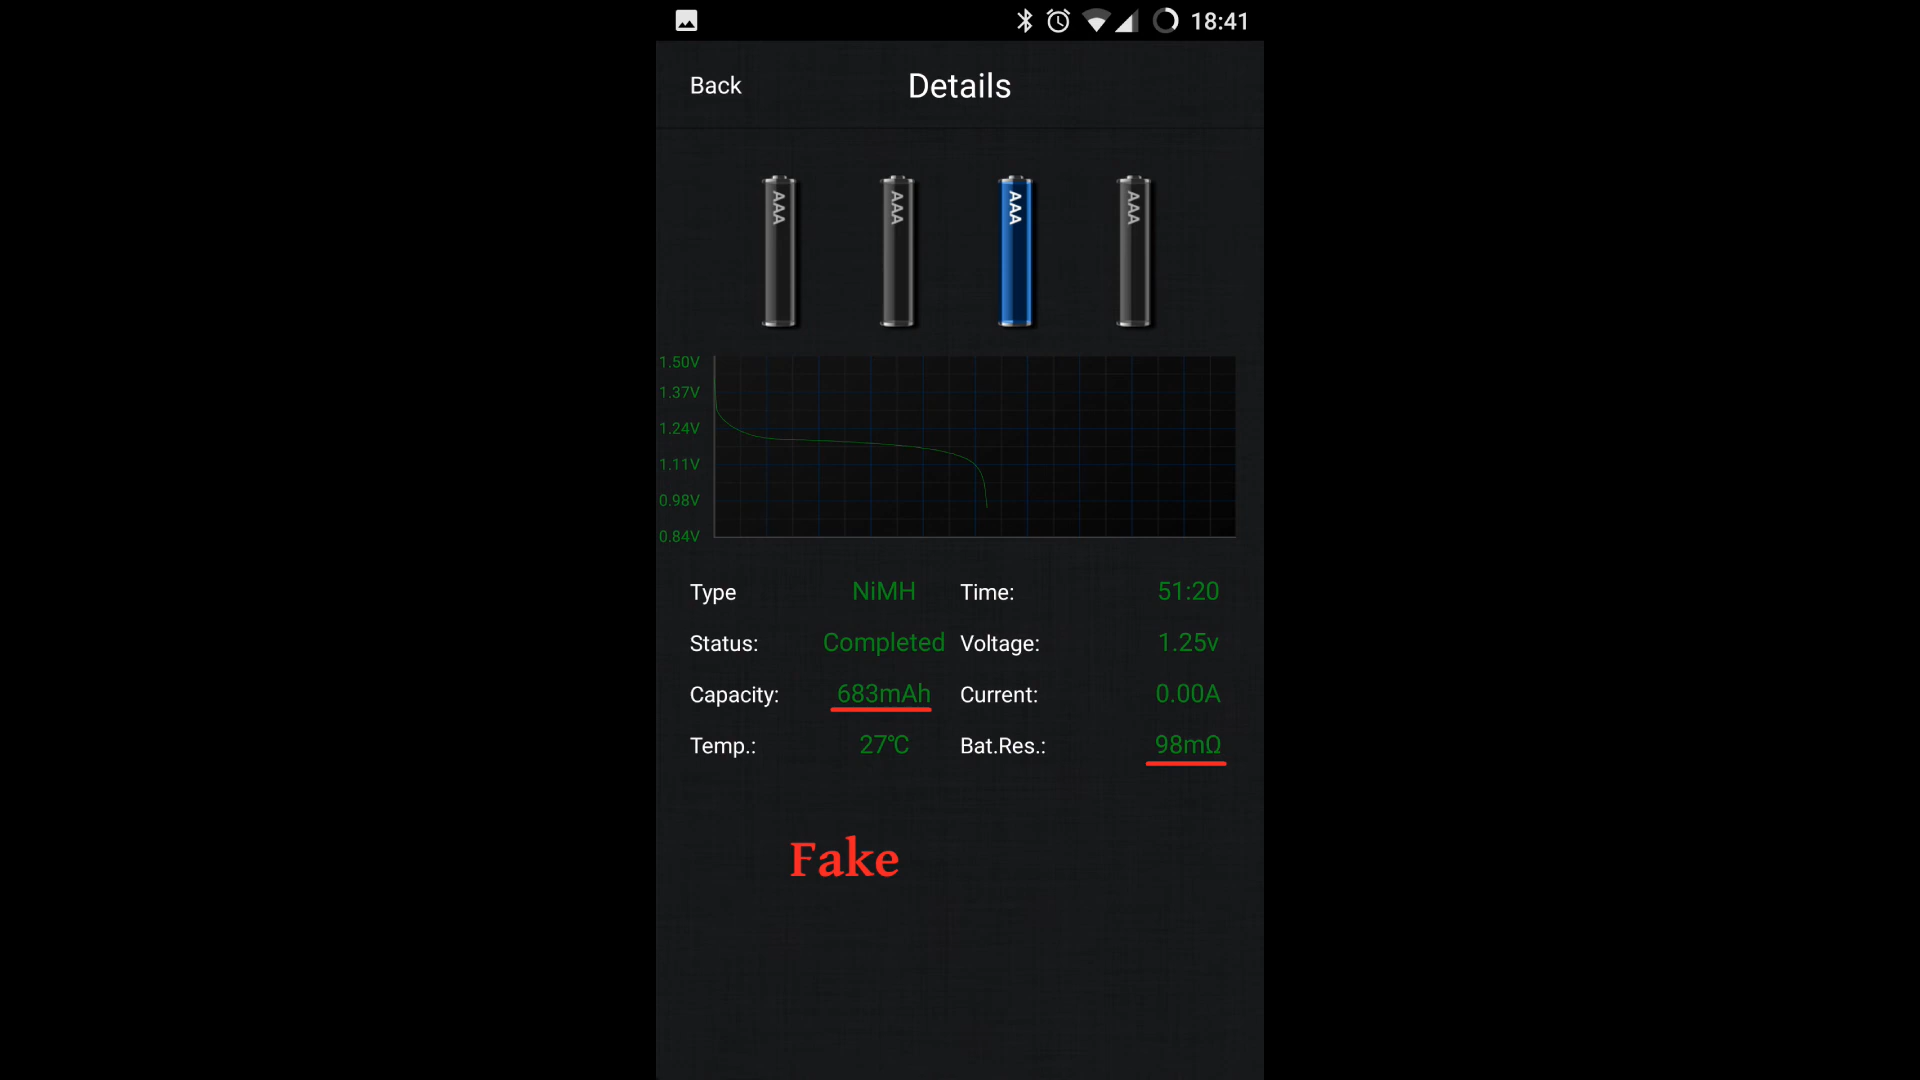 18:41
Back
Details
AAA
AAA
AAA
AAA
1.50V
1.37V
1.24V
1.11V
0.98V
0.84V
Type NiMH Time: 51:20
Status: Completed Voltage: 1.25v
Capacity: 683mAh Current: 0.00A
Temp.: 27℃ Bat.Res.: 98mΩ
Fake